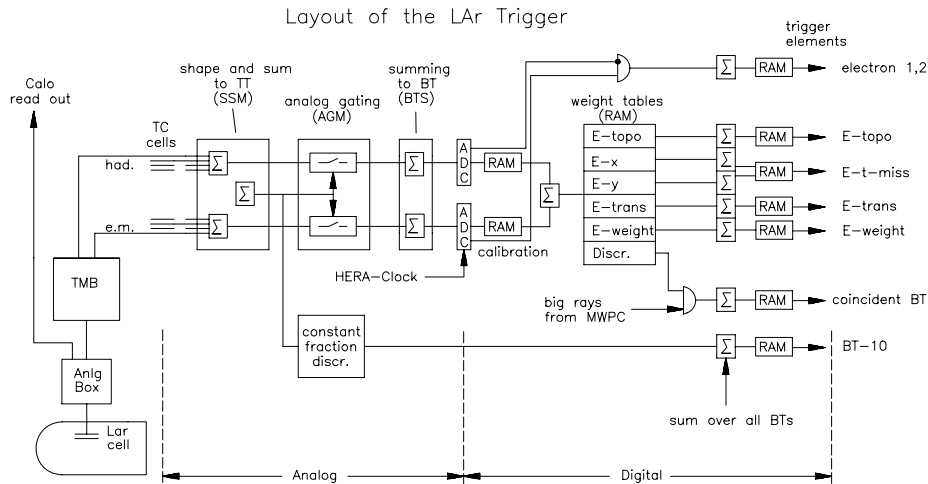 Layout of the LAr Trigger
trigger
elements
electron 1,2
Σ
RAM
shape and sum
to TT
(SSM)
summing
to BT
(BTS)
analog gating
(AGM)
weight tables
(RAM)
Calo
read out
TC
cells
had.
Σ
Σ
ADC
RAM
E-topo
Σ
RAM
E-topo
E-x
Σ
RAM
E-t-miss
Σ
Σ
E-y
Σ
E-trans
Σ
RAM
E-trans
e.m.
Σ
Σ
ADC
RAM
E-weight
Σ
RAM
E-weight
calibration
Discr.
HERA-Clock
TMB
big rays
from MWPC
Σ
RAM
coincident BT
constant
fraction
discr.
Σ
RAM
BT-10
Anlg
Box
sum over all BTs
Lar
cell
Analog
Digital